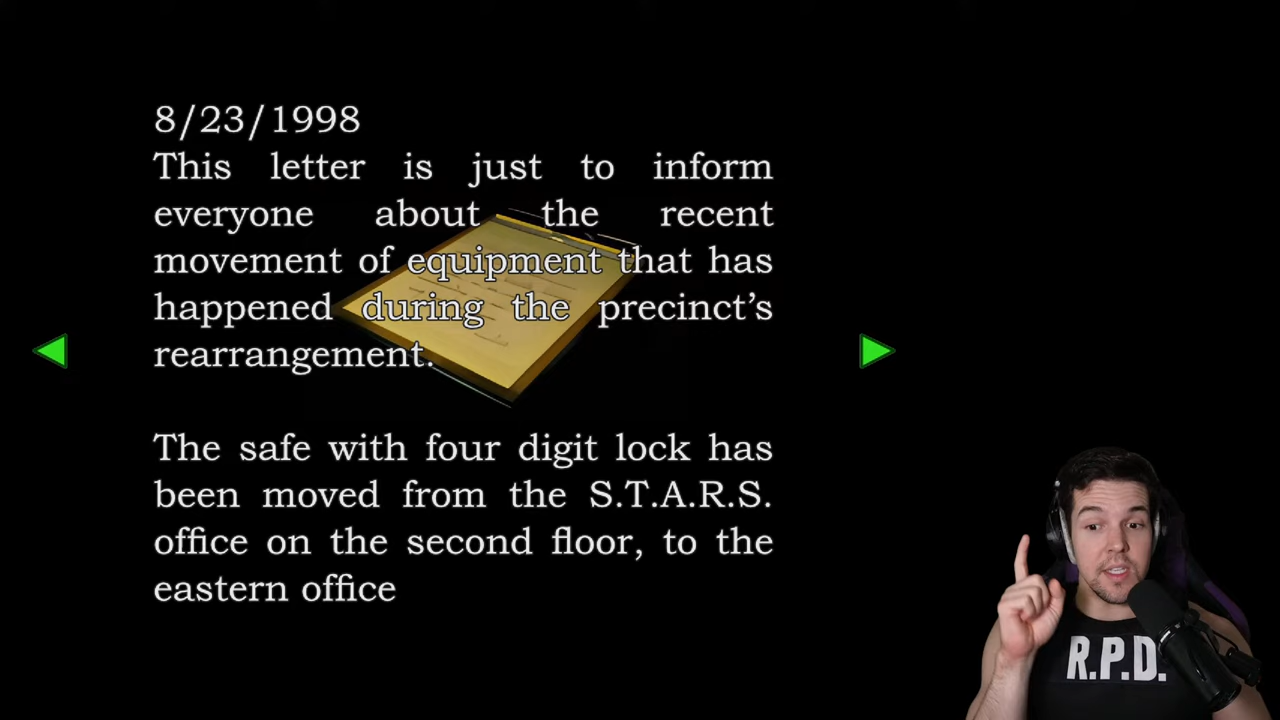 8/23/1998
This letter is just to inform
everyone about the recent
movement of equipment that has
happened during the precinct’s
rearrangement.
The safe with four digit lock has
been moved from the S.T.A.R.S.
office on the second floor, to the
eastern office
R.P.D.